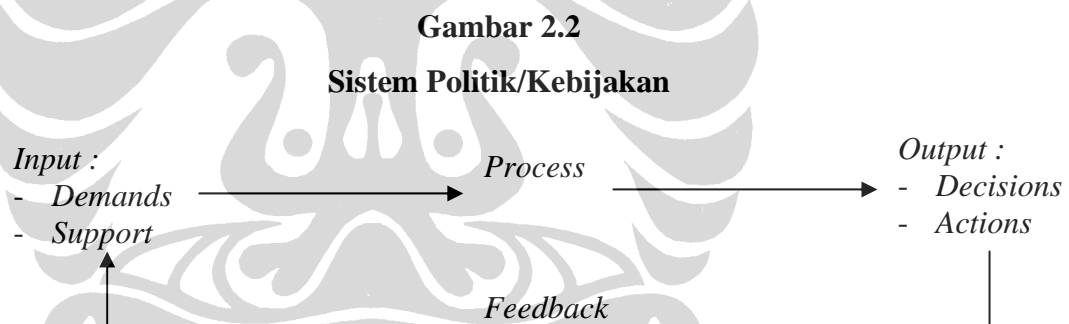 Gambar 2.2
Sistem Politik/Kebijakan
Input :
- Demands
- Support
Process
Output :
- Decisions
- Actions
Feedback